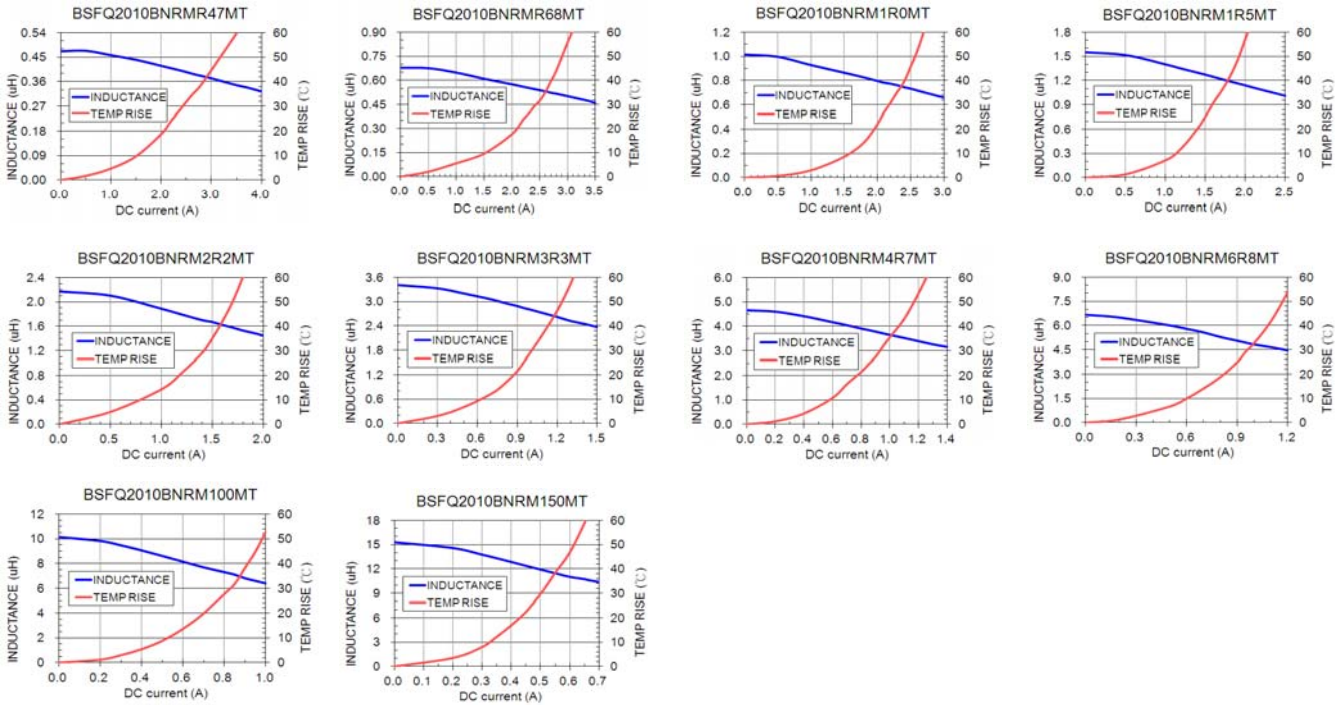 BSFQ2010BNRMR47MT
INDUCTANCE (uH)
0.54
0.45
0.36
0.27
0.18
0.09
0.00
INDUCTANCE
TEMP RISE
60
50
40
30
20
10
0
TEMP RISE (℃)
0.0 1.0 2.0 3.0 4.0
DC current (A)
BSFQ2010BNRMR68MT
INDUCTANCE (uH)
0.90
0.75
0.60
0.45
0.30
0.15
0.00
INDUCTANCE
TEMP RISE
60
50
40
30
20
10
0
TEMP RISE (℃)
0.0 0.5 1.0 1.5 2.0 2.5 3.0 3.5
DC current (A)
BSFQ2010BNRM1R0MT
INDUCTANCE (uH)
1.2
1.0
0.8
0.6
0.4
0.2
0.0
INDUCTANCE
TEMP RISE
60
50
40
30
20
10
0
TEMP RISE (℃)
0.0 0.5 1.0 1.5 2.0 2.5 3.0
DC current (A)
BSFQ2010BNRM1R5MT
INDUCTANCE (uH)
1.8
1.5
1.2
0.9
0.6
0.3
0.0
INDUCTANCE
TEMP RISE
60
50
40
30
20
10
0
TEMP RISE (℃)
0.0 0.5 1.0 1.5 2.0 2.5
DC current (A)
BSFQ2010BNRM2R2MT
INDUCTANCE (uH)
2.4
2.0
1.6
1.2
0.8
0.4
0.0
INDUCTANCE
TEMP RISE
60
50
40
30
20
10
0
TEMP RISE (℃)
0.0 0.5 1.0 1.5 2.0
DC current (A)
BSFQ2010BNRM3R3MT
INDUCTANCE (uH)
3.6
3.0
2.4
1.8
1.2
0.6
0.0
INDUCTANCE
TEMP RISE
60
50
40
30
20
10
0
TEMP RISE (℃)
0.0 0.3 0.6 0.9 1.2 1.5
DC current (A)
BSFQ2010BNRM4R7MT
INDUCTANCE (uH)
6.0
5.0
4.0
3.0
2.0
1.0
0.0
INDUCTANCE
TEMP RISE
60
50
40
30
20
10
0
TEMP RISE (℃)
0.0 0.2 0.4 0.6 0.8 1.0 1.2 1.4
DC current (A)
BSFQ2010BNRM6R8MT
INDUCTANCE (uH)
9.0
7.5
6.0
4.5
3.0
1.5
0.0
INDUCTANCE
TEMP RISE
60
50
40
30
20
10
0
TEMP RISE (℃)
0.0 0.3 0.6 0.9 1.2
DC current (A)
BSFQ2010BNRM100MT
INDUCTANCE (uH)
12
10
8
6
4
2
0
INDUCTANCE
TEMP RISE
60
50
40
30
20
10
0
TEMP RISE (℃)
0.0 0.2 0.4 0.6 0.8 1.0
DC current (A)
BSFQ2010BNRM150MT
INDUCTANCE (uH)
18
15
12
9
6
3
0
INDUCTANCE
TEMP RISE
60
50
40
30
20
10
0
TEMP RISE (℃)
0.0 0.1 0.2 0.3 0.4 0.5 0.6 0.7
DC current (A)